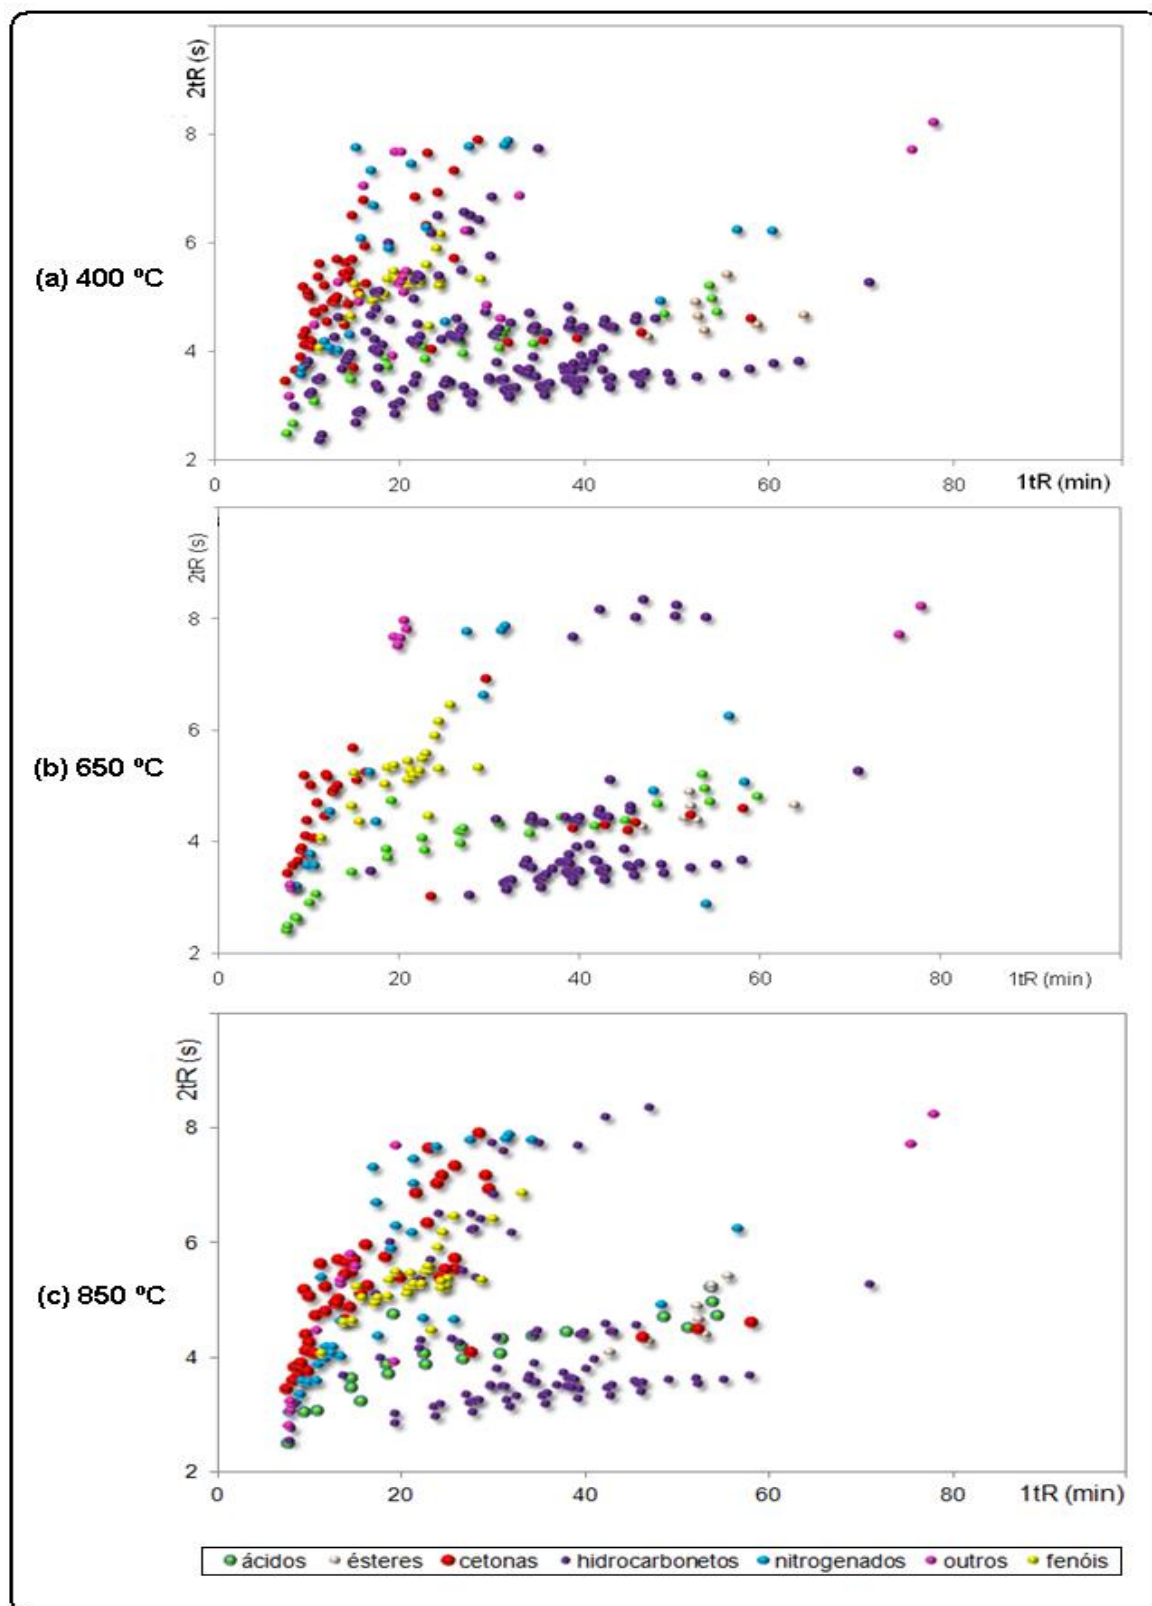 2tR (s)
8
6
(a) 400 ºC
4
2
0 20 40 60 80 1tR (min)
2tR (s)
8
6
(b) 650 ºC
4
2
0 20 40 60 80 1tR (min)
2tR (s)
8
6
(c) 850 ºC
4
2
0 20 40 60 80 1tR (min)
ácidos ésteres cetonas hidrocarbonetos nitrogenados outros fenóis